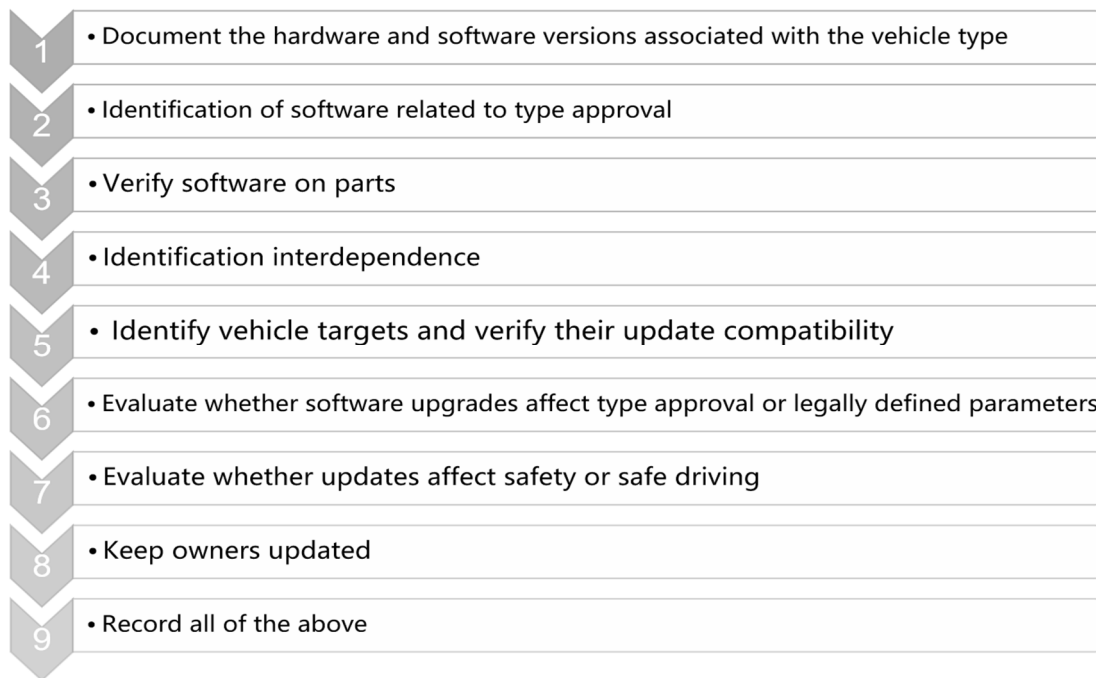 1
• Document the hardware and software versions associated with the vehicle type
2
• Identification of software related to type approval
3
• Verify software on parts
4
• Identification interdependence
5
• Identify vehicle targets and verify their update compatibility
6
• Evaluate whether software upgrades affect type approval or legally defined parameters
7
• Evaluate whether updates affect safety or safe driving
8
• Keep owners updated
9
• Record all of the above